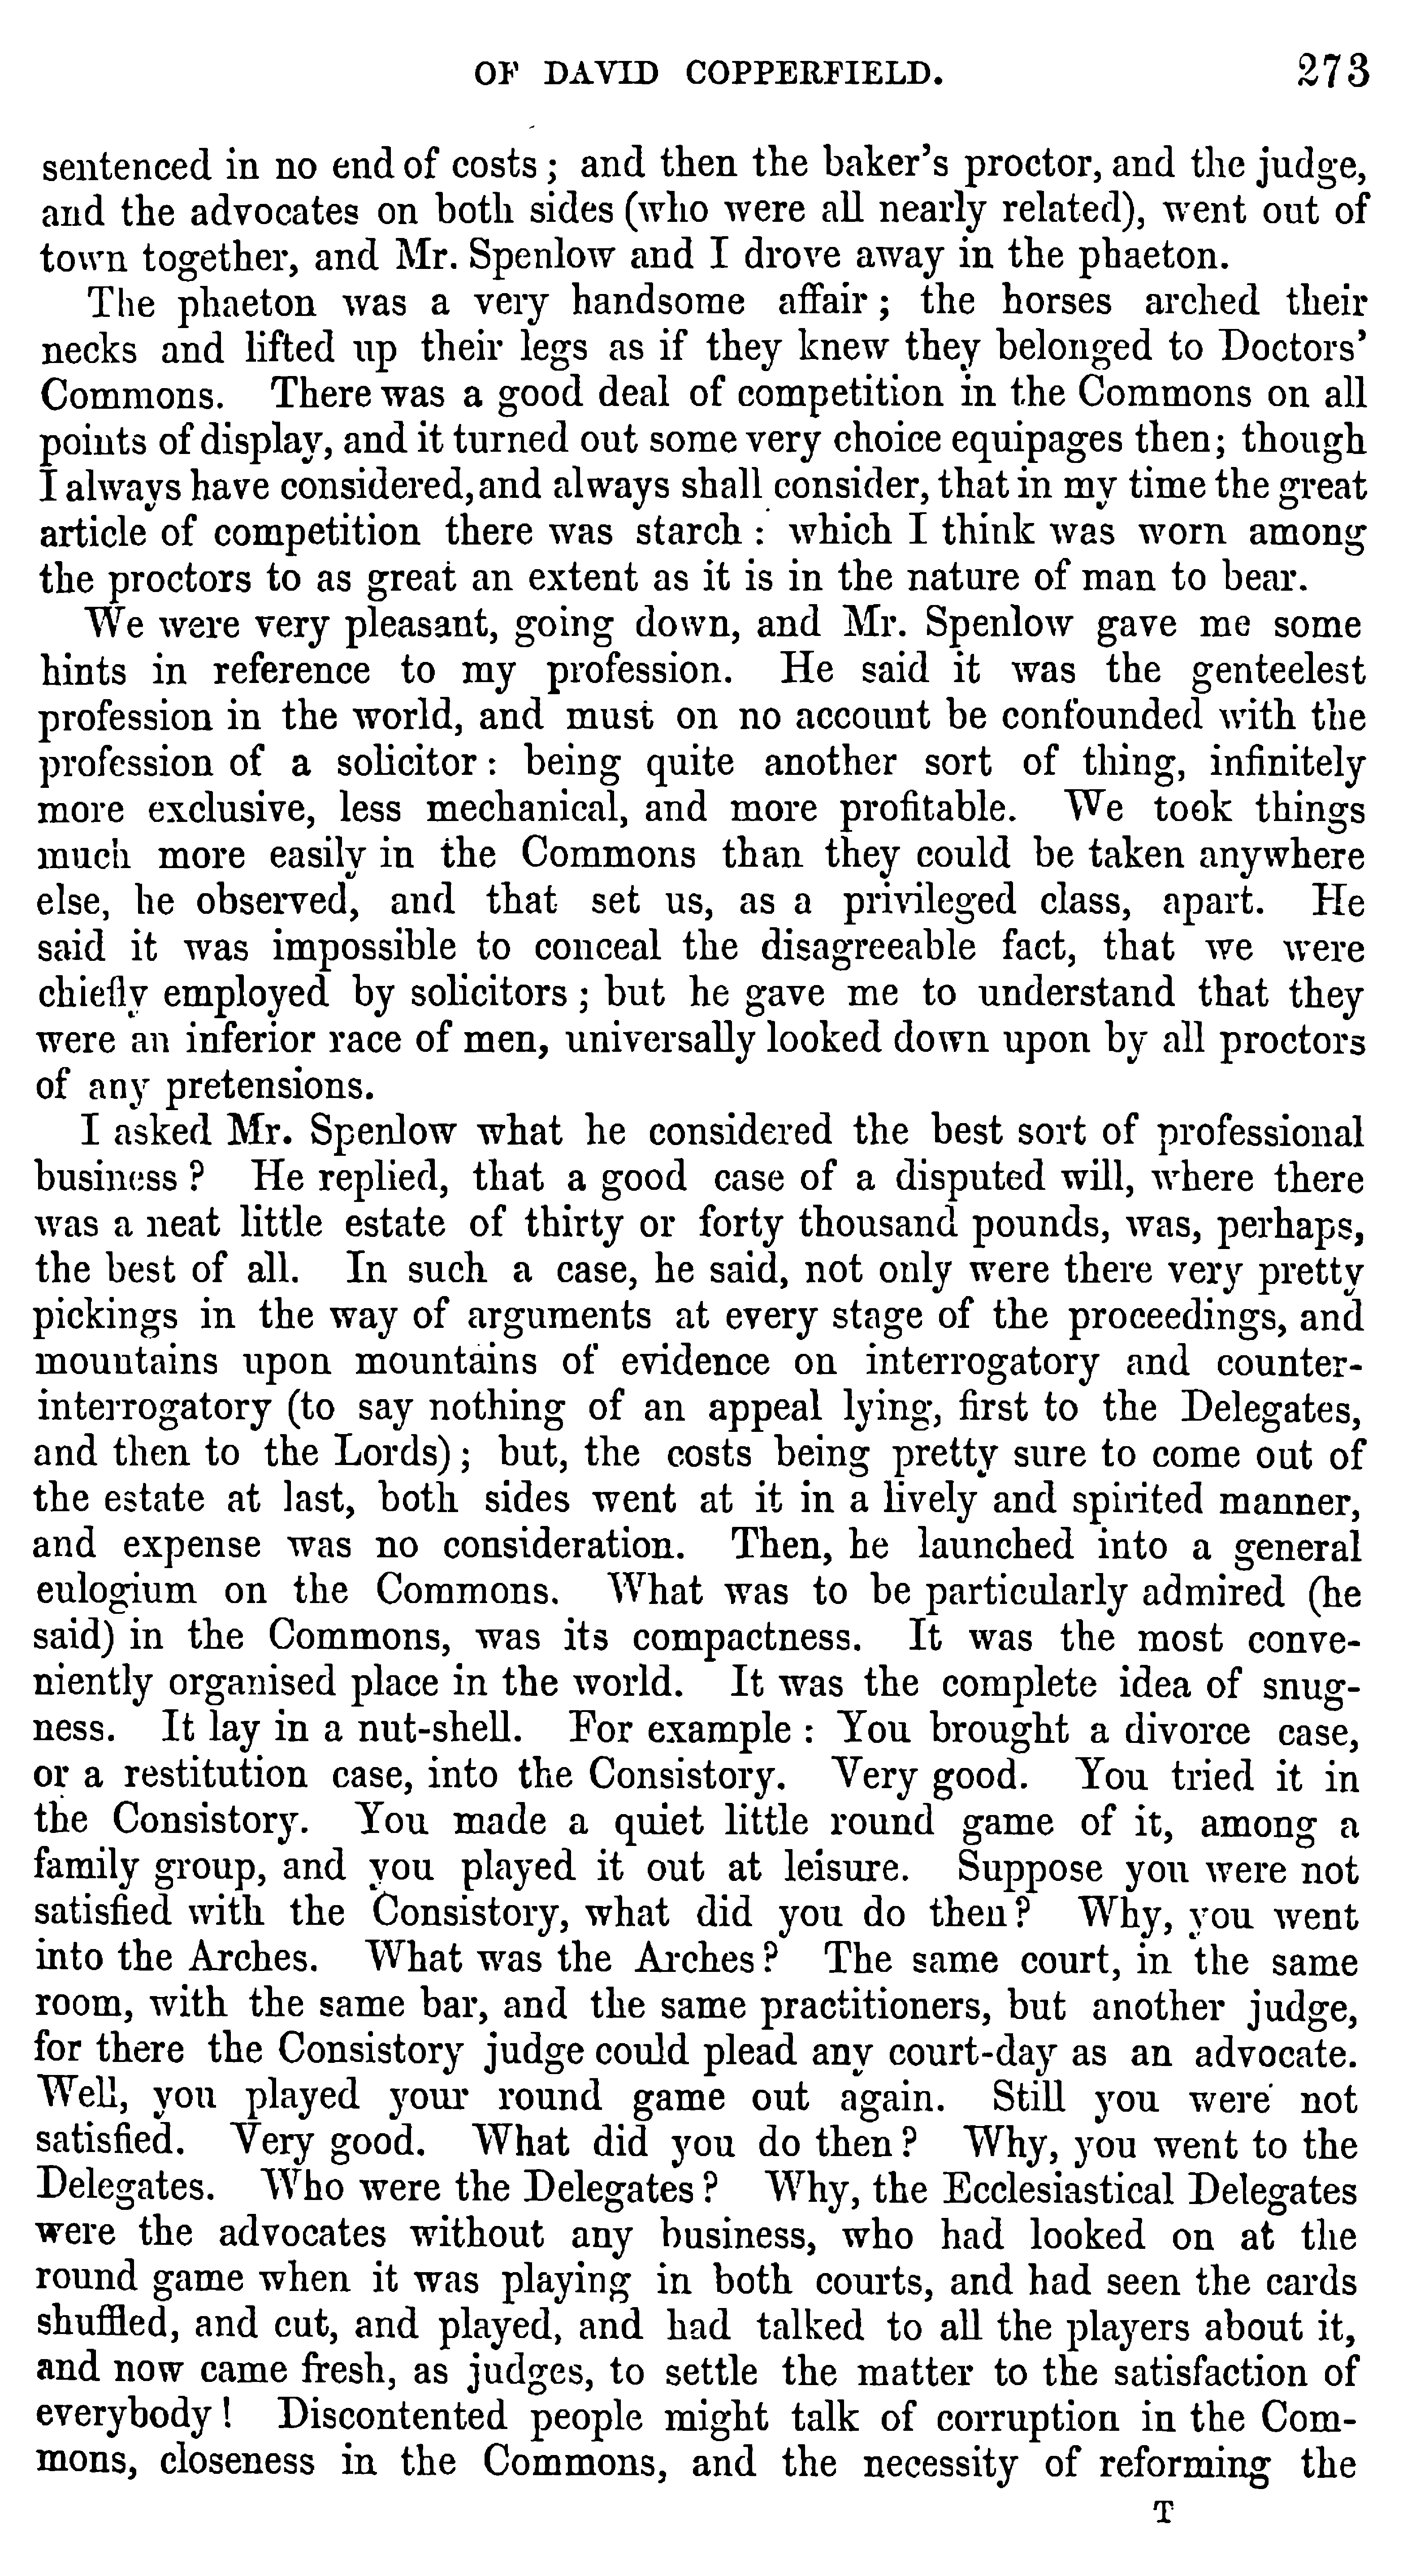 OF DAVID COPPERFIELD. 273
sentenced in no end of costs; and then the baker's proctor, and the judge,
and the advocates on both sides (who were all nearly related), went out of
town together, and Mr. Spenlow and I drove away in the phaeton.
The phaeton was a very handsome affair; the horses arched their
necks and lifted up their legs as if they knew they belonged to Doctors'
Commons. There was a good deal of competition in the Commons on all
points of display, and it turned out some very choice equipages then; though
I always have considered, and always shall consider, that in my time the great
article of competition there was starch: which I think was worn among
the proctors to as great an extent as it is in the nature of man to bear.
We were very pleasant, going down, and Mr. Spenlow gave me some
hints in reference to my profession. He said it was the genteelest
profession in the world, and must on no account be confounded with the
profession of a solicitor: being quite another sort of thing, infinitely
more exclusive, less mechanical, and more profitable. We took things
much more easily in the Commons than they could be taken anywhere
else, he observed, and that set us, as a privileged class, apart. He
said it was impossible to conceal the disagreeable fact, that we were
chiefly employed by solicitors; but he gave me to understand that they
were an inferior race of men, universally looked down upon by all proctors
of any pretensions.
I asked Mr. Spenlow what he considered the best sort of professional
business? He replied, that a good case of a disputed will, where there
was a neat little estate of thirty or forty thousand pounds, was, perhaps,
the best of all. In such a case, he said, not only were there very pretty
pickings in the way of arguments at every stage of the proceedings, and
mountains upon mountains of evidence on interrogatory and counter-
interrogatory (to say nothing of an appeal lying, first to the Delegates,
and then to the Lords); but, the costs being pretty sure to come out of
the estate at last, both sides went at it in a lively and spirited manner,
and expense was no consideration. Then, he launched into a general
eulogium on the Commons. What was to be particularly admired (he
said) in the Commons, was its compactness. It was the most conve-
niently organised place in the world. It was the complete idea of snug-
ness. It lay in a nut-shell. For example: You brought a divorce case,
or a restitution case, into the Consistory. Very good. You tried it in
the Consistory. You made a quiet little round game of it, among a
family group, and you played it out at leisure. Suppose you were not
satisfied with the Consistory, what did you do then? Why, you went
into the Arches. What was the Arches? The same court, in the same
room, with the same bar, and the same practitioners, but another judge,
for there the Consistory judge could plead any court-day as an advocate.
Well, you played your round game out again. Still you were not
satisfied. Very good. What did you do then? Why, you went to the
Delegates. Who were the Delegates? Why, the Ecclesiastical Delegates
were the advocates without any business, who had looked on at the
round game when it was playing in both courts, and had seen the cards
shuffled, and cut, and played, and had talked to all the players about it,
and now came fresh, as judges, to settle the matter to the satisfaction of
everybody! Discontented people might talk of corruption in the Com-
mons, closeness in the Commons, and the necessity of reforming the
T